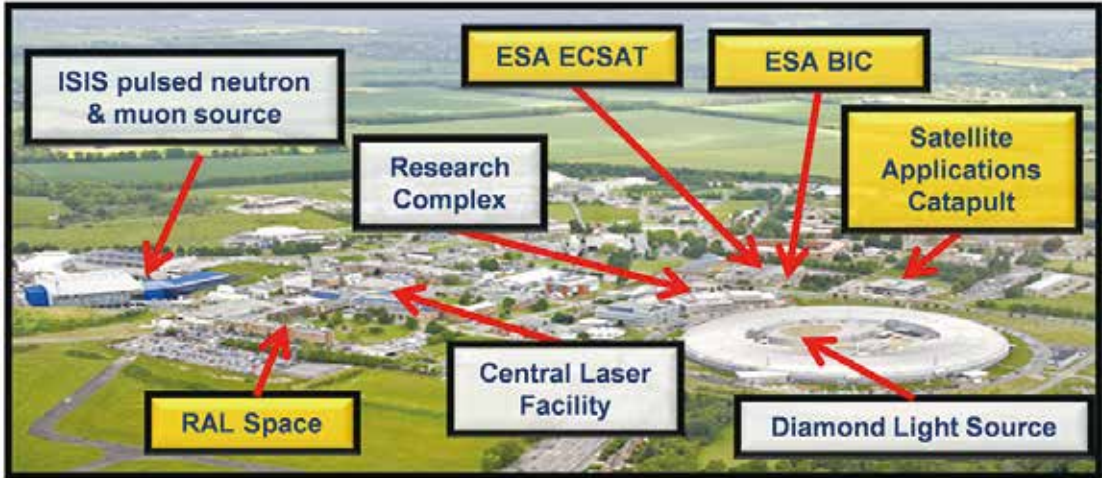 ISIS pulsed neutron
& muon source
ESA ECSAT
ESA BIC
Satellite
Applications
Catapult
Research
Complex
Central Laser
Facility
RAL Space
Diamond Light Source